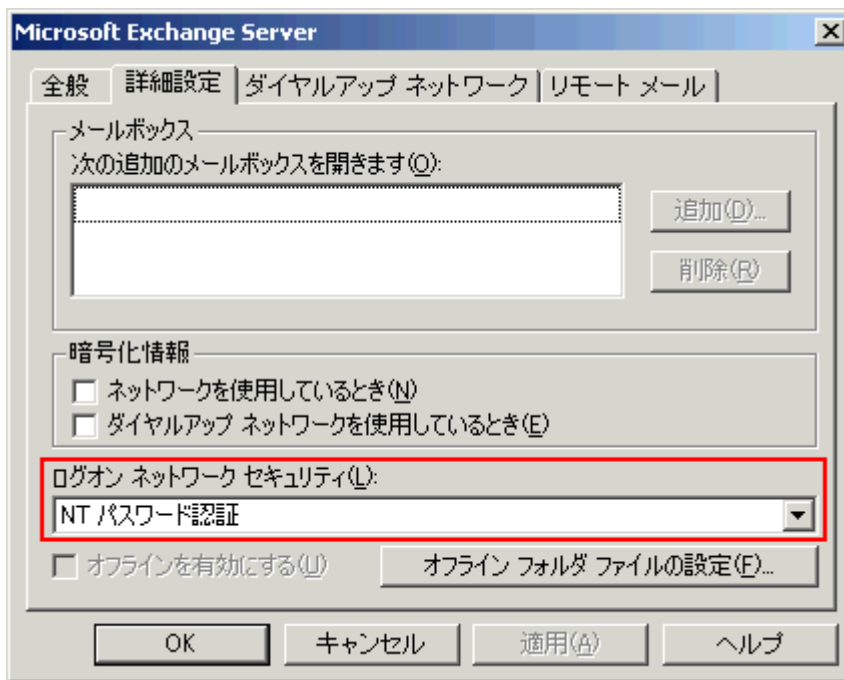 Microsoft Exchange Server
全般 詳細設定 ダイヤルアップ ネットワーク リモート メール
メールボックス
次の追加のメールボックスを開きます(O):
追加(D)...
削除(R)
暗号化情報
ネットワークを使用しているとき(N)
ダイヤルアップ ネットワークを使用しているとき(E)
ログオン ネットワーク セキュリティ(L):
NT パスワード認証
オフラインを有効にする(U) オフライン フォルダ ファイルの設定(F)...
OK キャンセル 適用(A) ヘルプ